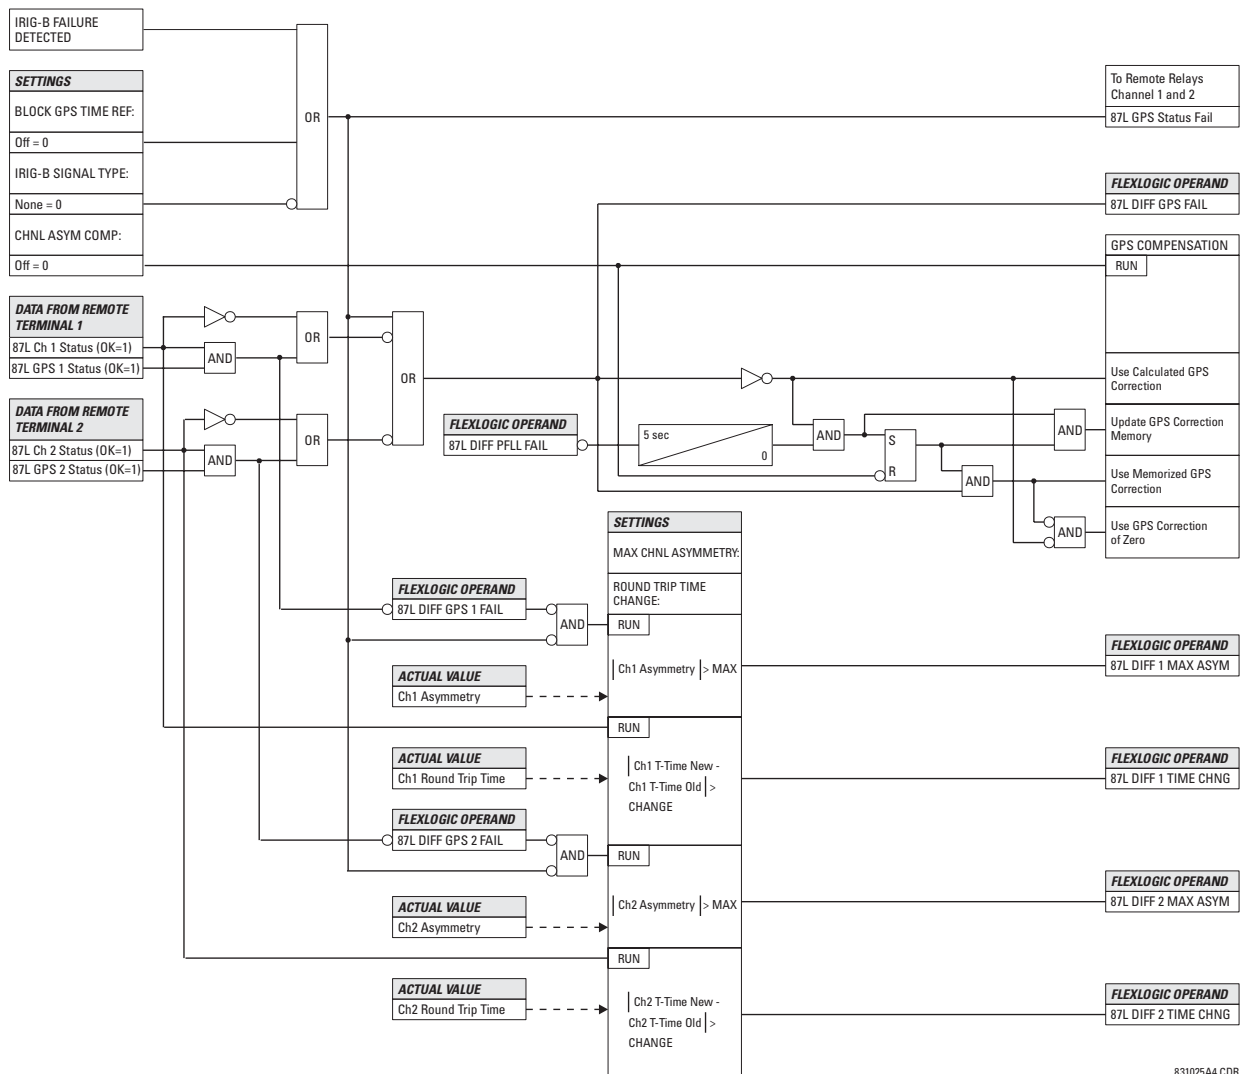 IRIG-B FAILURE
DETECTED
SETTINGS
BLOCK GPS TIME REF:
Off = 0
IRIG-B SIGNAL TYPE:
None = 0
CHNL ASYM COMP:
Off = 0
OR
To Remote Relays
Channel 1 and 2
87L GPS Status Fail
FLEXLOGIC OPERAND
87L DIFF GPS FAIL
GPS COMPENSATION
RUN
Use Calculated GPS
Correction
Update GPS Correction
Memory
Use Memorized GPS
Correction
Use GPS Correction
of Zero
DATA FROM REMOTE
TERMINAL 1
87L Ch 1 Status (OK=1)
87L GPS 1 Status (OK=1)
AND
OR
OR
DATA FROM REMOTE
TERMINAL 2
87L Ch 2 Status (OK=1)
87L GPS 2 Status (OK=1)
AND
OR
FLEXLOGIC OPERAND
87L DIFF PFLL FAIL
5 sec
0
AND
S
R
AND
AND
AND
SETTINGS
MAX CHNL ASYMMETRY:
ROUND TRIP TIME
CHANGE:
FLEXLOGIC OPERAND
87L DIFF GPS 1 FAIL
AND
RUN
|Ch1 Asymmetry|> MAX
FLEXLOGIC OPERAND
87L DIFF 1 MAX ASYM
ACTUAL VALUE
Ch1 Asymmetry
RUN
ACTUAL VALUE
Ch1 Round Trip Time
|Ch1 T-Time New -
Ch1 T-Time Old|>
CHANGE
FLEXLOGIC OPERAND
87L DIFF 1 TIME CHNG
FLEXLOGIC OPERAND
87L DIFF GPS 2 FAIL
AND
RUN
|Ch2 Asymmetry|> MAX
FLEXLOGIC OPERAND
87L DIFF 2 MAX ASYM
ACTUAL VALUE
Ch2 Asymmetry
RUN
ACTUAL VALUE
Ch2 Round Trip Time
|Ch2 T-Time New -
Ch2 T-Time Old|>
CHANGE
FLEXLOGIC OPERAND
87L DIFF 2 TIME CHNG
831025A4.CDR